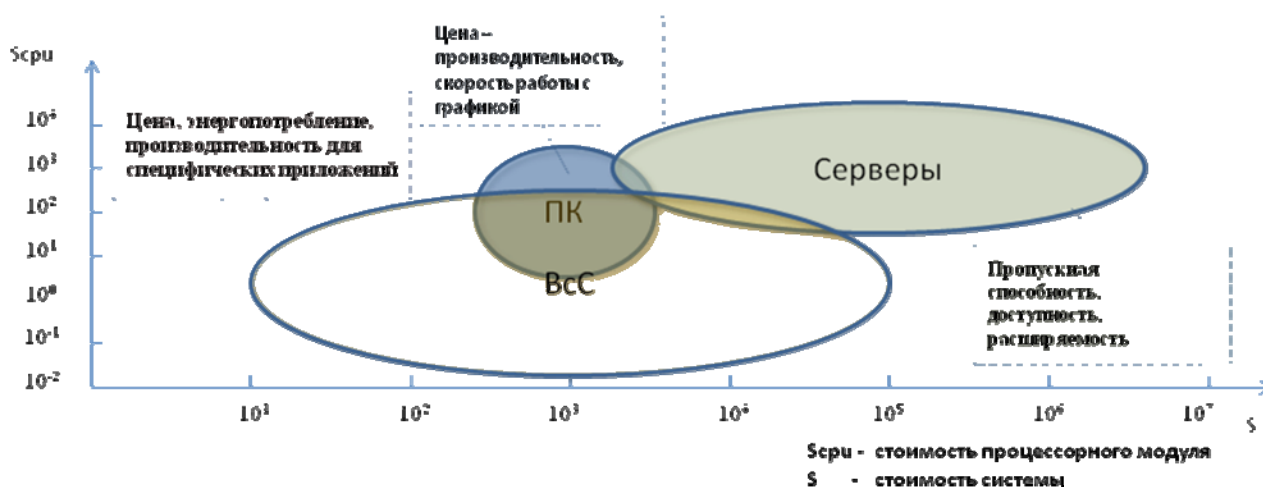 Цена –
производительность,
скорость работы с
графикой
Scpu
Цена, энергопотребление,
производительность для
специфических приложений
10⁵
10³
10²
10¹
10⁰
10⁻¹
10⁻²
Серверы
ПК
ВсС
Пропускная
способность,
доступность,
расширяемость
10¹ 10² 10³ 10⁴ 10⁵ 10⁶ 10⁷
S
Scpu - стоимость процессорного модуля
S - стоимость системы